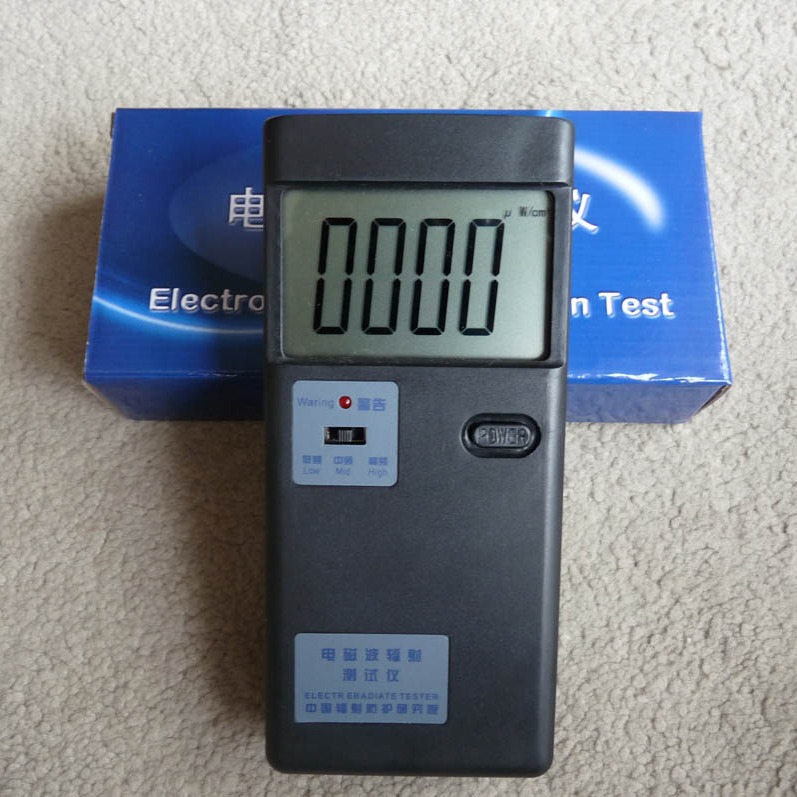 电 仪
Electro n Test
0000 μ W/cm
Waring 警告
低频 中频 高频
Low Mid High
POWER
电磁波辐射
测试仪
ELECTR ERADIATE TESTER
中国辐射防护研究院